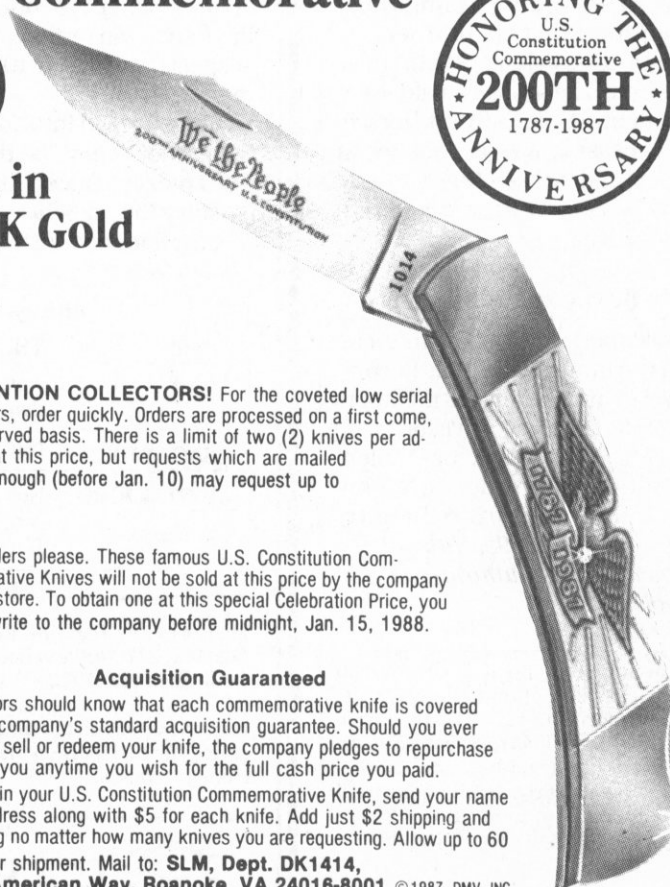 Commemorative
HONORING THE
U.S.
Constitution
Commemorative
200TH
1787-1987
ANNIVERSARY
in
K Gold
We the People
200TH ANNIVERSARY U.S. CONSTITUTION
1014
1787 1987
NTION COLLECTORS! For the coveted low serial
rs, order quickly. Orders are processed on a first come,
rved basis. There is a limit of two (2) knives per ad-
t this price, but requests which are mailed
nough (before Jan. 10) may request up to
ders please. These famous U.S. Constitution Com-
ative Knives will not be sold at this price by the company
store. To obtain one at this special Celebration Price, you
rite to the company before midnight, Jan. 15, 1988.
Acquisition Guaranteed
ors should know that each commemorative knife is covered
company's standard acquisition guarantee. Should you ever
sell or redeem your knife, the company pledges to repurchase
you anytime you wish for the full cash price you paid.
in your U.S. Constitution Commemorative Knife, send your name
dress along with $5 for each knife. Add just $2 shipping and
g no matter how many knives you are requesting. Allow up to 60
r shipment. Mail to: SLM, Dept. DK1414,
merican Way, Roanoke, VA 24016-8001 ©1987 DMV, INC